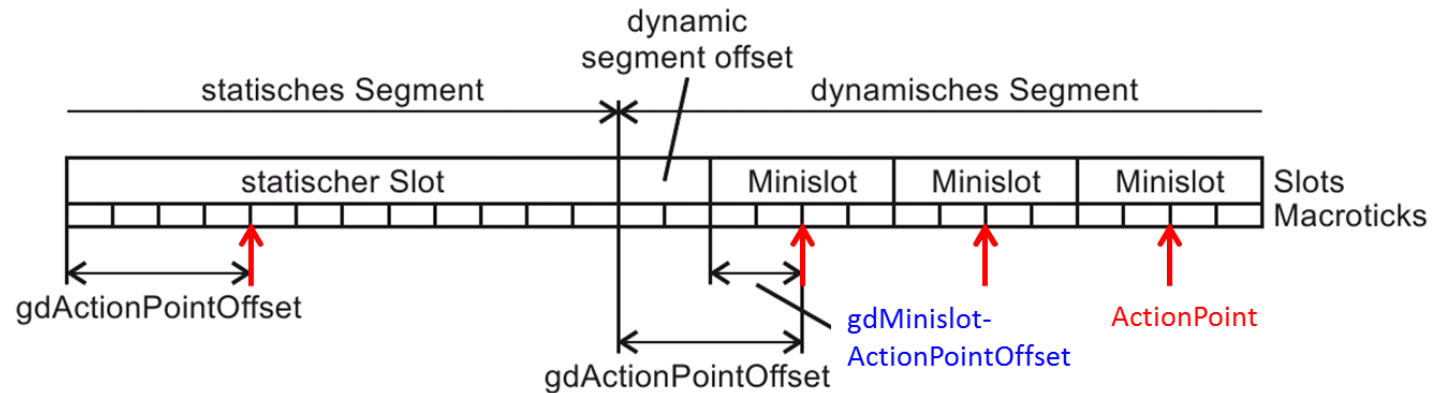 dynamic
segment offset
statisches Segment
dynamisches Segment
statischer Slot
Minislot
Minislot
Minislot
Slots
Macroticks
gdActionPointOffset
gdMinislot-
ActionPointOffset
ActionPoint
gdActionPointOffset